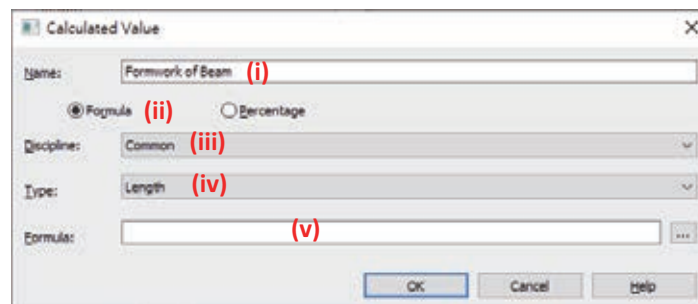 Calculated Value
Name: Formwork of Beam (i)
Formula (ii) Percentage
Discipline: Common (iii)
Type: Length (iv)
Formula: (v) ...
OK Cancel Help